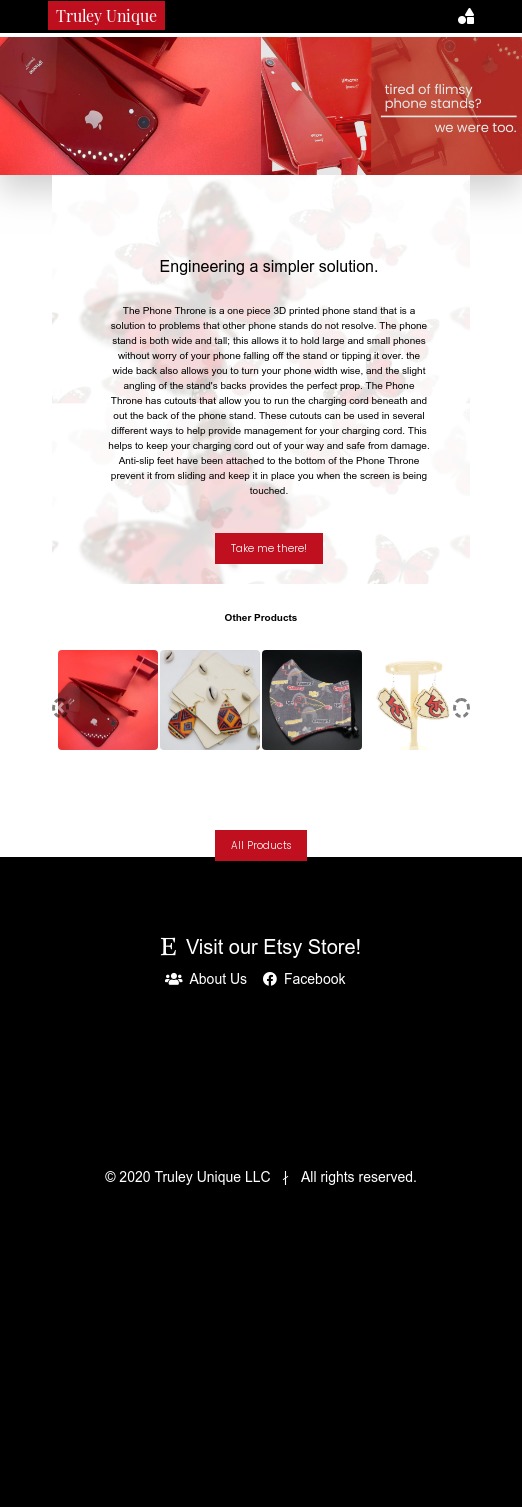 Truley Unique
tired of flimsy
phone stands?
we were too.
Engineering a simpler solution.
The Phone Throne is a one piece 3D printed phone stand that is a
solution to problems that other phone stands do not resolve. The phone
stand is both wide and tall; this allows it to hold large and small phones
without worry of your phone falling off the stand or tipping it over. the
wide back also allows you to turn your phone width wise, and the slight
angling of the stand's backs provides the perfect prop. The Phone
Throne has cutouts that allow you to run the charging cord beneath and
out the back of the phone stand. These cutouts can be used in several
different ways to help provide management for your charging cord. This
helps to keep your charging cord out of your way and safe from damage.
Anti-slip feet have been attached to the bottom of the Phone Throne
prevent it from sliding and keep it in place you when the screen is being
touched.
Take me there!
Other Products
All Products
E Visit our Etsy Store!
About Us Facebook
© 2020 Truley Unique LLC ∤ All rights reserved.